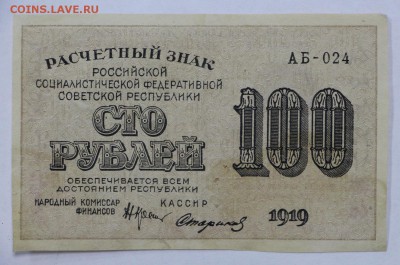 COINS.LAVE.RU
РАСЧЕТНЫЙ ЗНАК
РОССИЙСКОЙ
СОЦИАЛИСТИЧЕСКОЙ ФЕДЕРАТИВНОЙ
СОВЕТСКОЙ РЕСПУБЛИКИ
АБ-024
СТО
РУБЛЕЙ
100
ОБЕСПЕЧИВАЕТСЯ ВСЕМ
ДОСТОЯНИЕМ РЕСПУБЛИКИ
НАРОДНЫЙ КОМИССАР
ФИНАНСОВ
КАССИР
1919